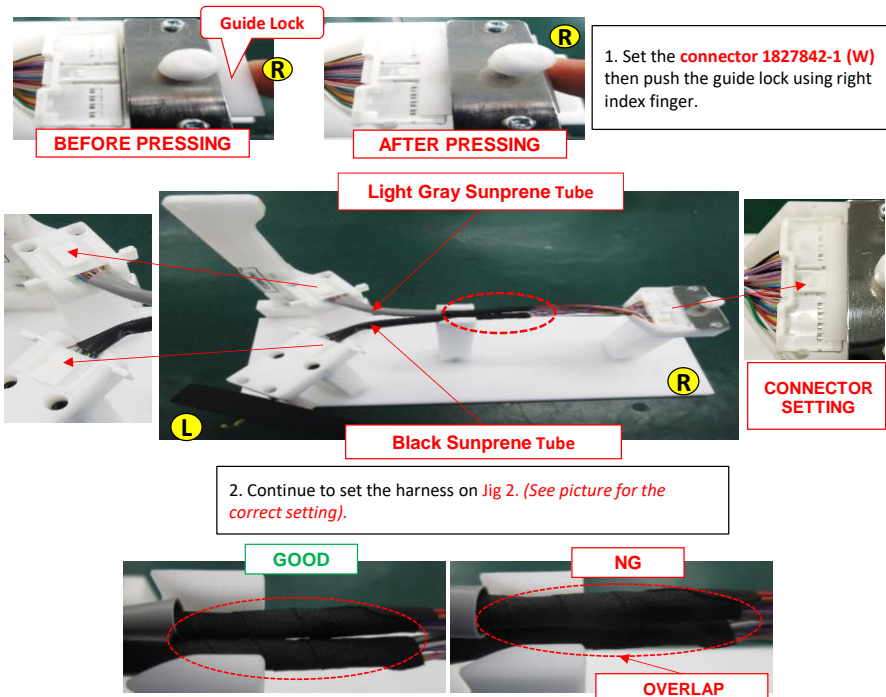 Guide Lock
R
R
BEFORE PRESSING
AFTER PRESSING
1. Set the connector 1827842-1 (W)
then push the guide lock using right
index finger.
Light Gray Sunprene Tube
R
L
CONNECTOR
SETTING
Black Sunprene Tube
2. Continue to set the harness on Jig 2. (See picture for the
correct setting).
GOOD
NG
OVERLAP